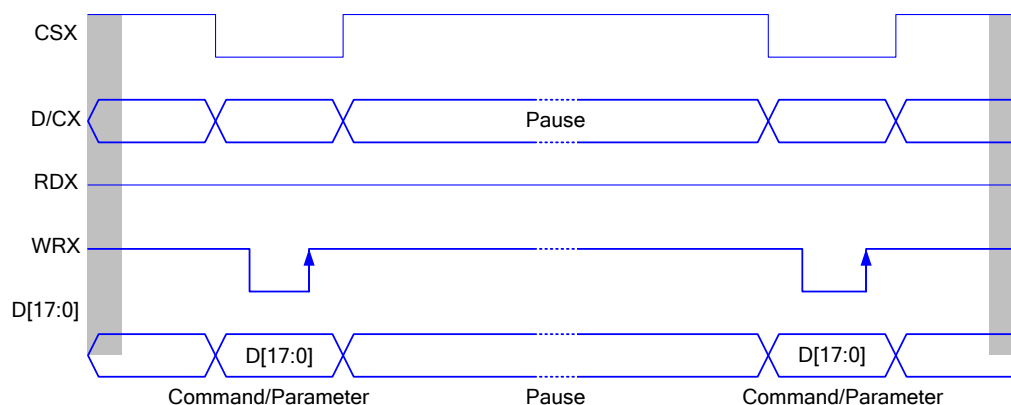 CSX
D/CX
Pause
RDX
WRX
D[17:0]
D[17:0] D[17:0]
Command/Parameter Pause Command/Parameter